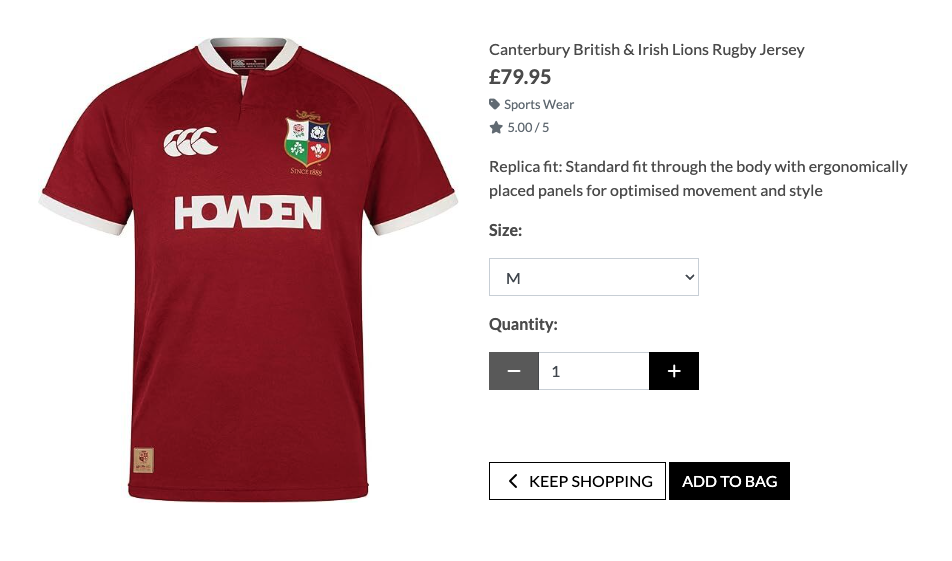 Canterbury British & Irish Lions Rugby Jersey
£79.95
Sports Wear
5.00 / 5
Replica fit: Standard fit through the body with ergonomically
placed panels for optimised movement and style
Size:
M
Quantity:
1
KEEP SHOPPING
ADD TO BAG
SINCE 1888
HOWDEN